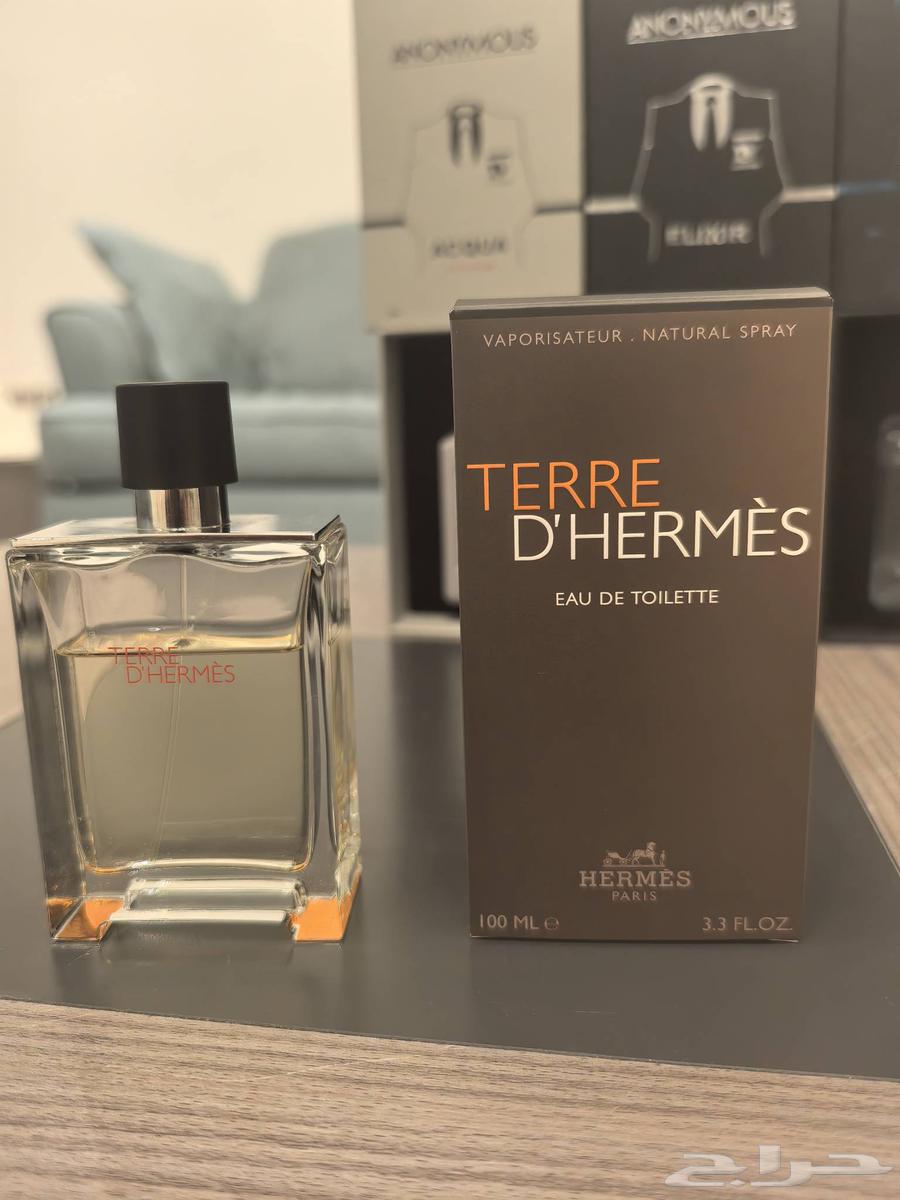 ANONYMOUS
ACQUA
ANONYMOUS
ELIXIR
VAPORISATEUR . NATURAL SPRAY
TERRE
D'HERMÈS
EAU DE TOILETTE
HERMÈS
PARIS
100 ML e
3.3 FL.OZ.
TERRE
D'HERMÈS
حراج